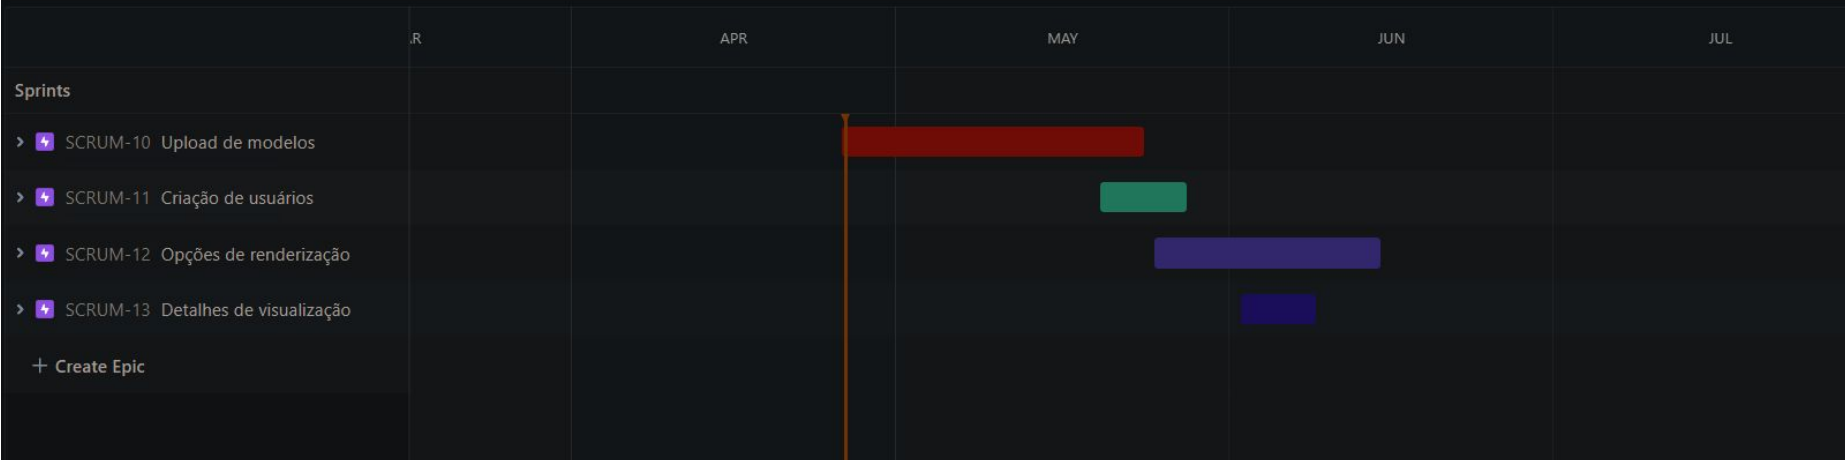 AR APR MAY JUN JUL
Sprints
SCRUM-10 Upload de modelos
SCRUM-11 Criação de usuários
SCRUM-12 Opções de renderização
SCRUM-13 Detalhes de visualização
+ Create Epic